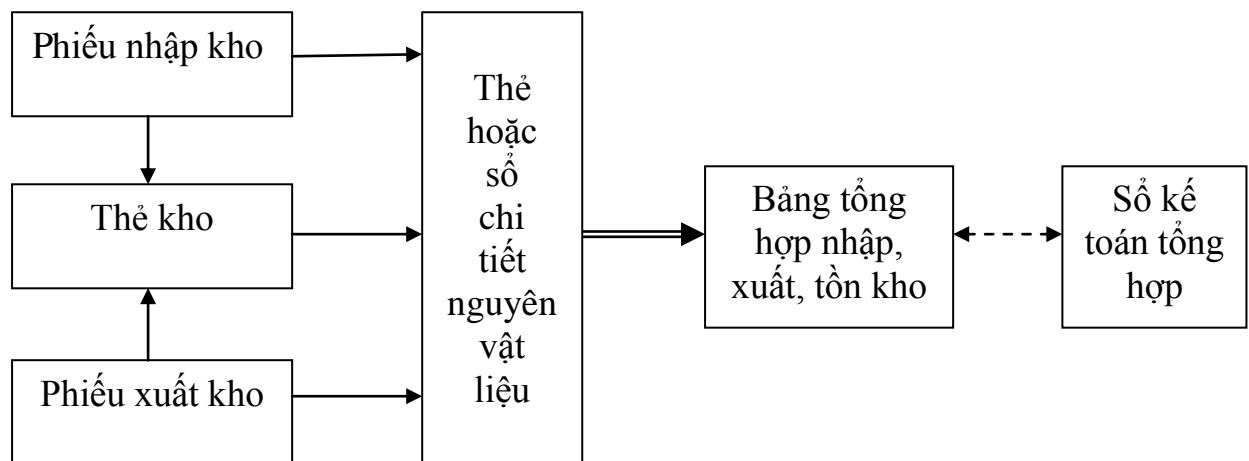 Phiếu nhập kho
Thẻ kho
Phiếu xuất kho
Thẻ
hoặc
sổ
chi
tiết
nguyên
vật
liệu
Bảng tổng
hợp nhập,
xuất, tồn kho
Sổ kế
toán tổng
hợp